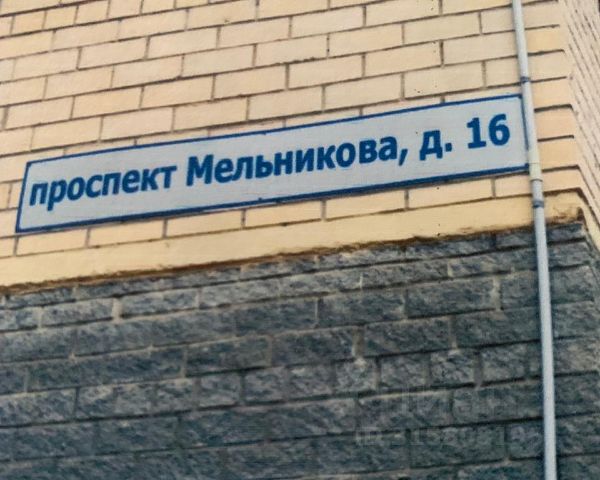 проспект Мельникова, д. 16